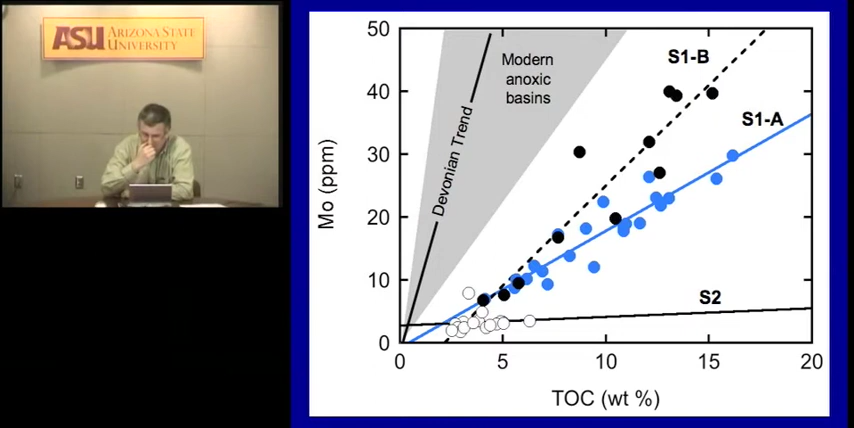 ASU ARIZONA STATE
UNIVERSITY
50
40
30
20
10
0
Mo (ppm)
Modern
anoxic
basins
Devonian Trend
S1-B
S1-A
S2
0
5
10
15
20
TOC (wt %)